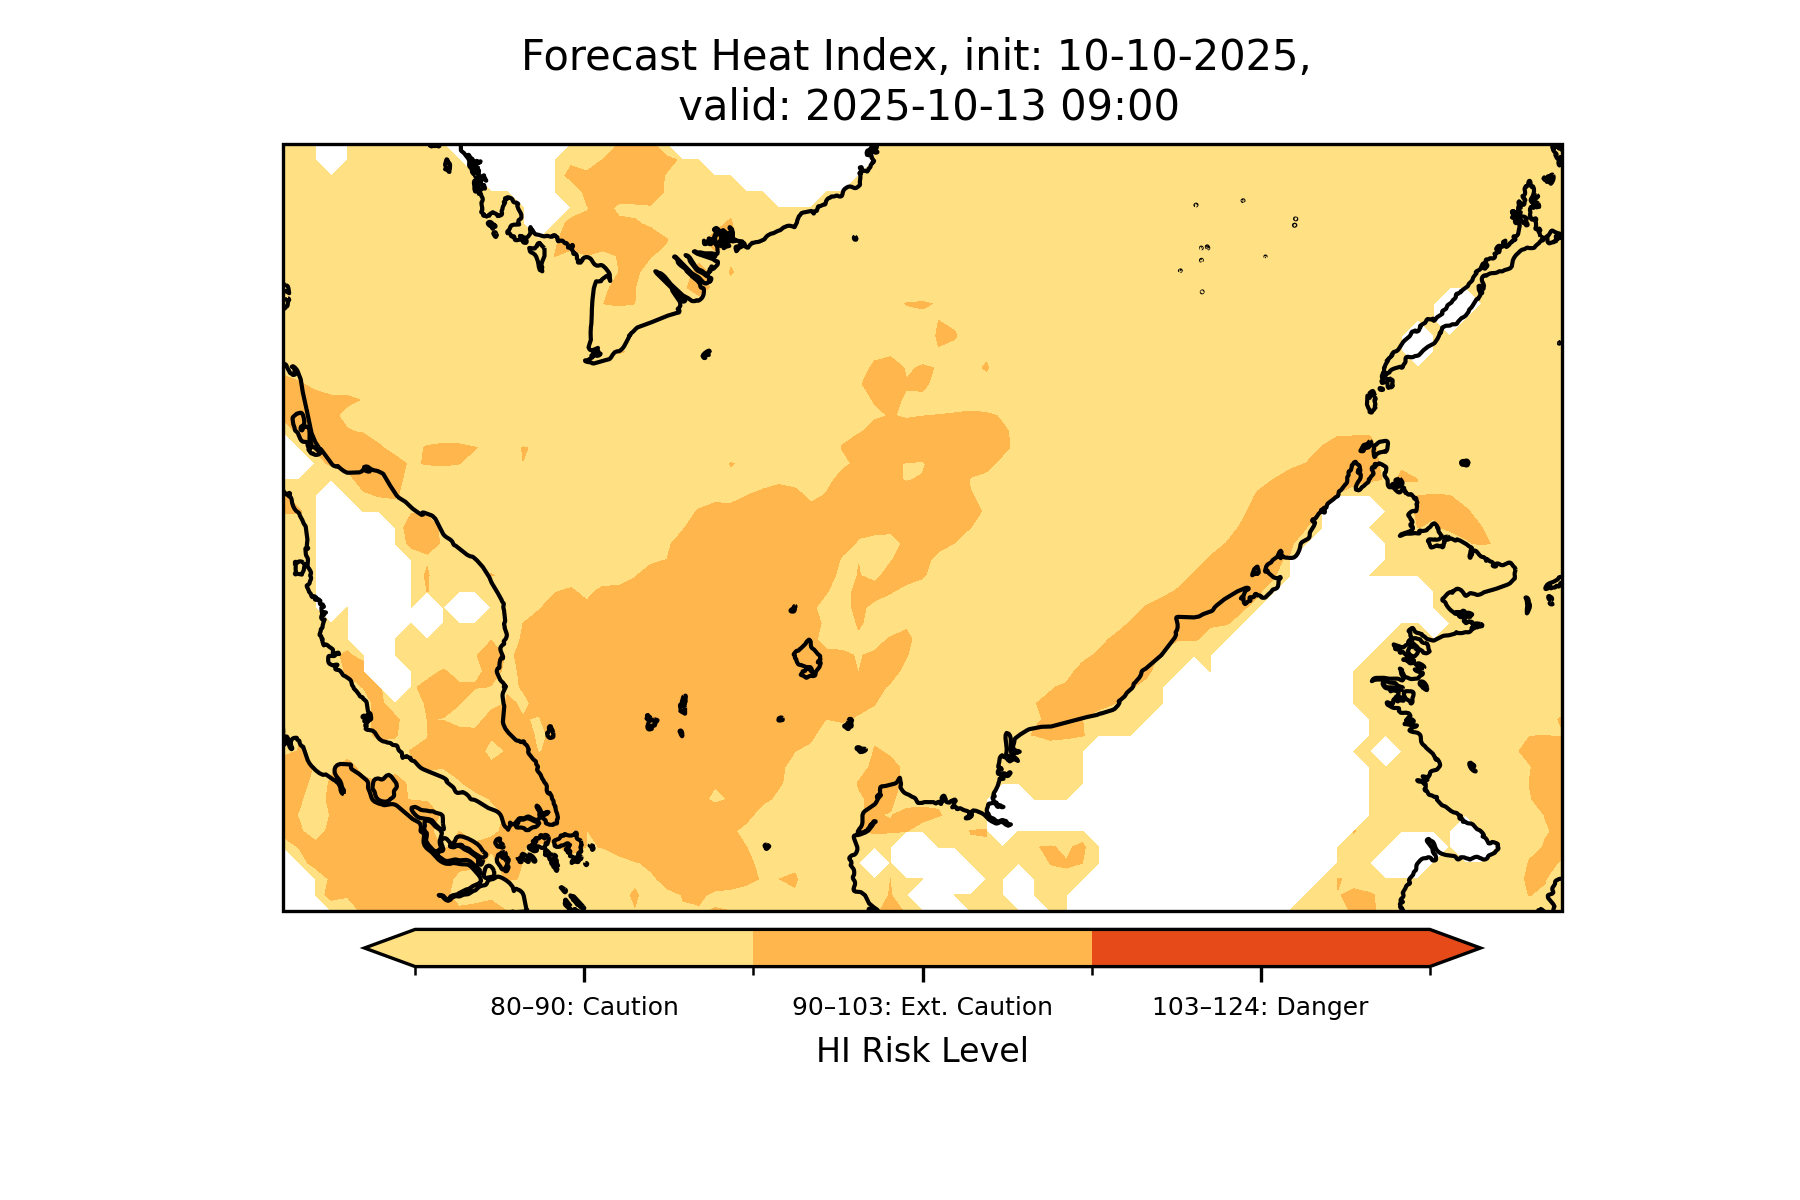 Forecast Heat Index, init: 10-10-2025,
valid: 2025-10-13 09:00
80–90: Caution
90–103: Ext. Caution
103–124: Danger
HI Risk Level